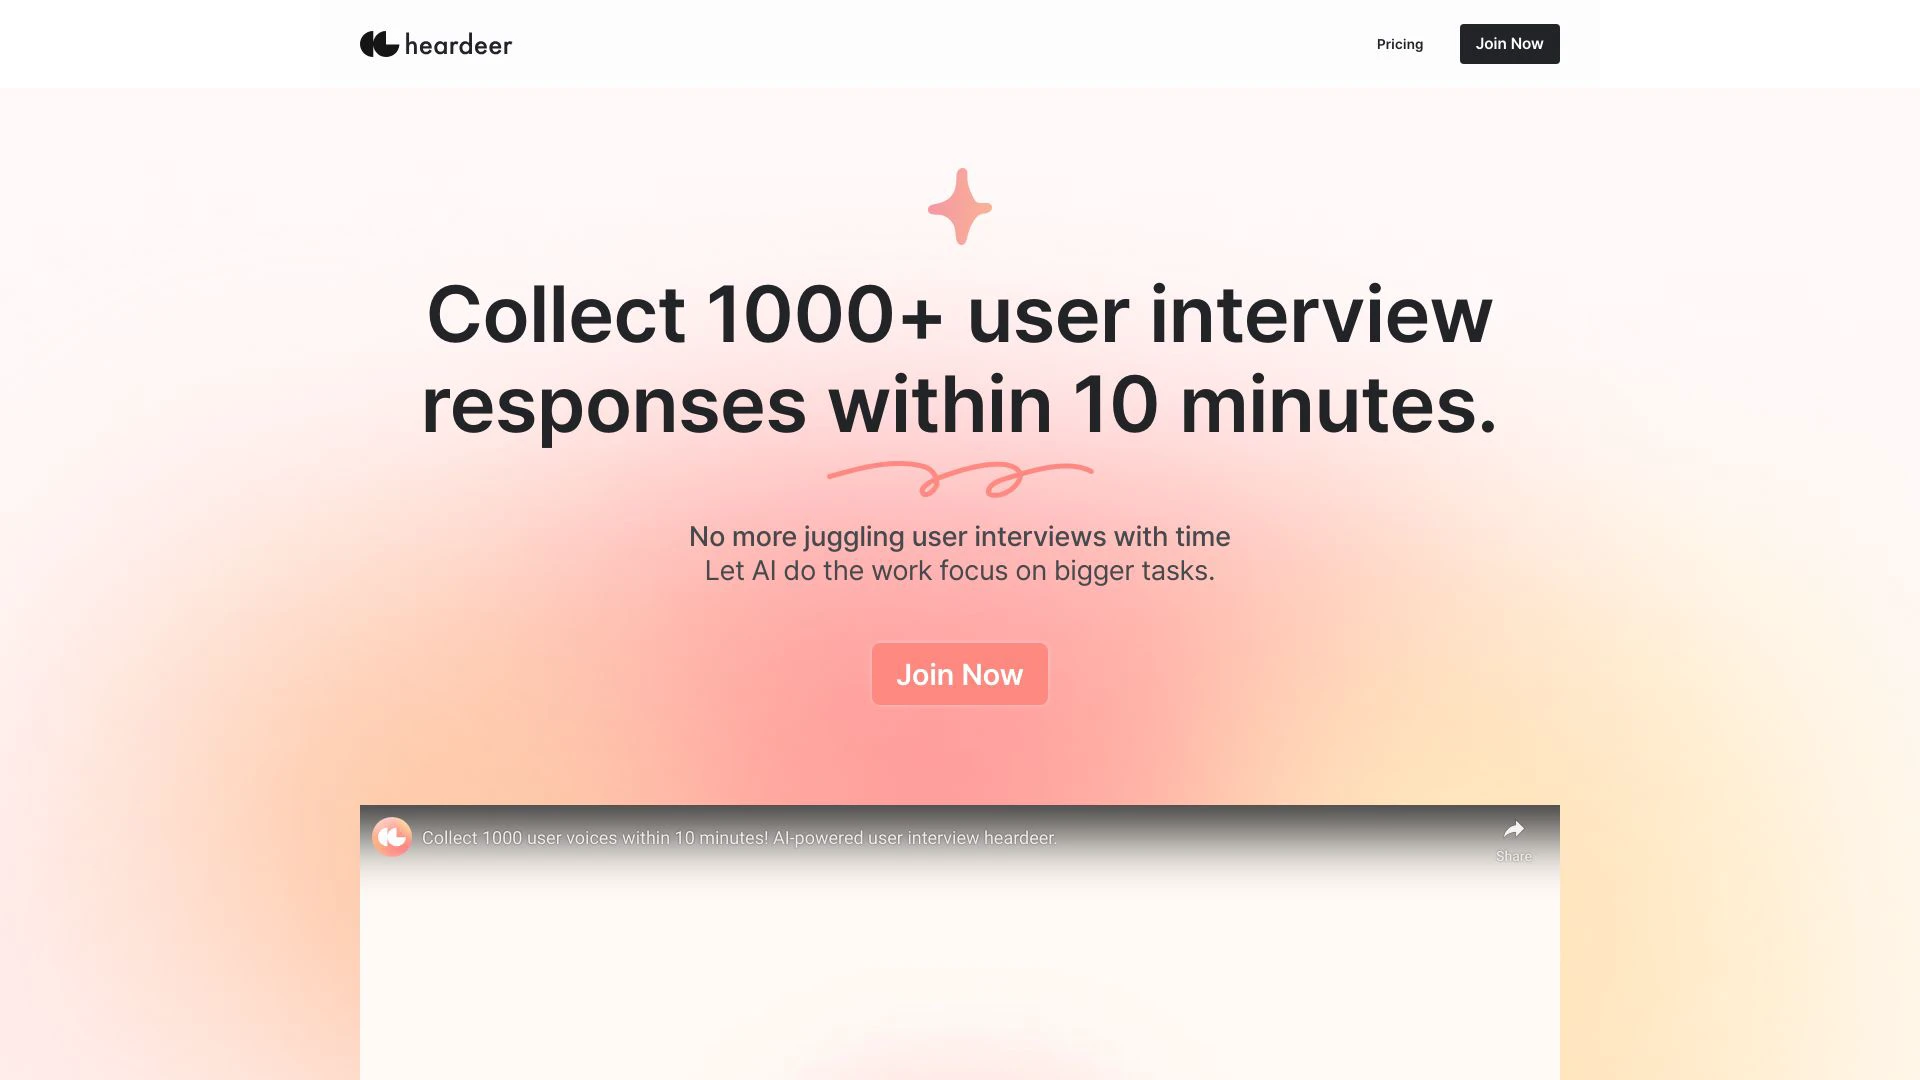 heardeer
Pricing
Join Now
Collect 1000+ user interview
responses within 10 minutes.
No more juggling user interviews with time
Let AI do the work focus on bigger tasks.
Join Now
Collect 1000 user voices within 10 minutes! AI-powered user interview heardeer.
Share